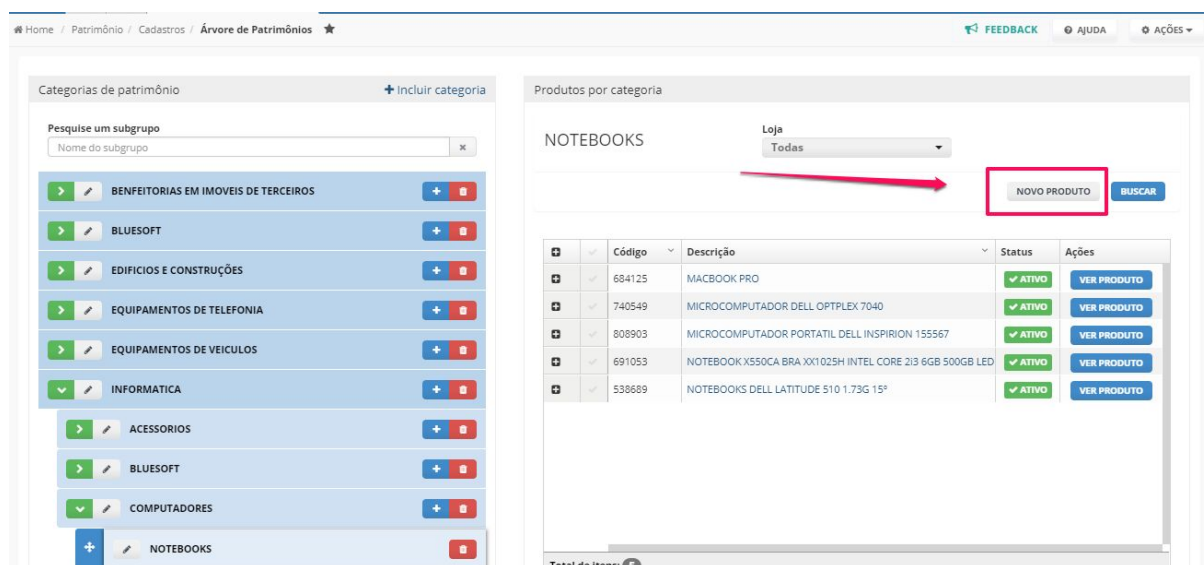 Home / Patrimônio / Cadastros / Árvore de Patrimônios
FEEDBACK
AJUDA
AÇÕES
Categorias de patrimônio
+ Incluir categoria
Pesquise um subgrupo
Nome do subgrupo
BENFEITORIAS EM IMOVEIS DE TERCEIROS
BLUESOFT
EDIFICIOS E CONSTRUÇÕES
EQUIPAMENTOS DE TELEFONIA
EQUIPAMENTOS DE VEICULOS
INFORMATICA
ACESSORIOS
BLUESOFT
COMPUTADORES
NOTEBOOKS
Produtos por categoria
NOTEBOOKS
Loja
Todas
NOVO PRODUTO
BUSCAR
Código Descrição Status Ações
684125 MACBOOK PRO ATIVO VER PRODUTO
740549 MICROCOMPUTADOR DELL OPTPLEX 7040 ATIVO VER PRODUTO
808903 MICROCOMPUTADOR PORTATIL DELL INSPIRION 155567 ATIVO VER PRODUTO
691053 NOTEBOOK X550CA BRA XX1025H INTEL CORE 2i3 6GB 500GB LED ATIVO VER PRODUTO
538689 NOTEBOOKS DELL LATITUDE 510 1.73G 15º ATIVO VER PRODUTO
Total de itens: 5